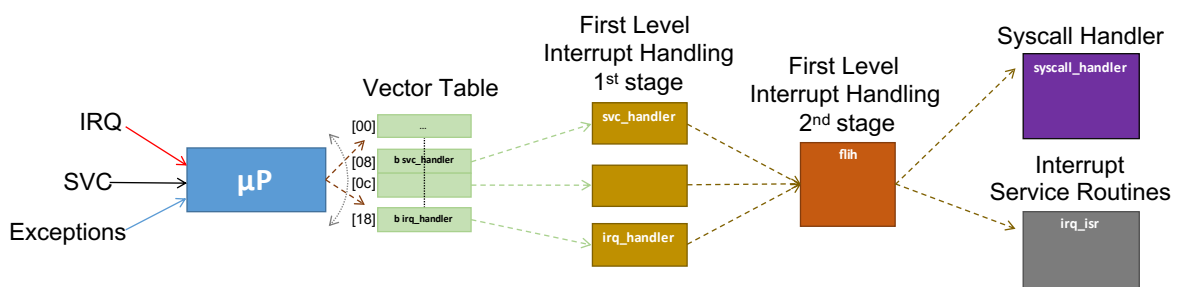 IRQ
SVC
Exceptions
µP
Vector Table
[00]
...
[08]
b svc_handler
[0c]
[18]
b irq_handler
First Level
Interrupt Handling
1st stage
svc_handler
irq_handler
First Level
Interrupt Handling
2nd stage
flih
Syscall Handler
syscall_handler
Interrupt
Service Routines
irq_isr